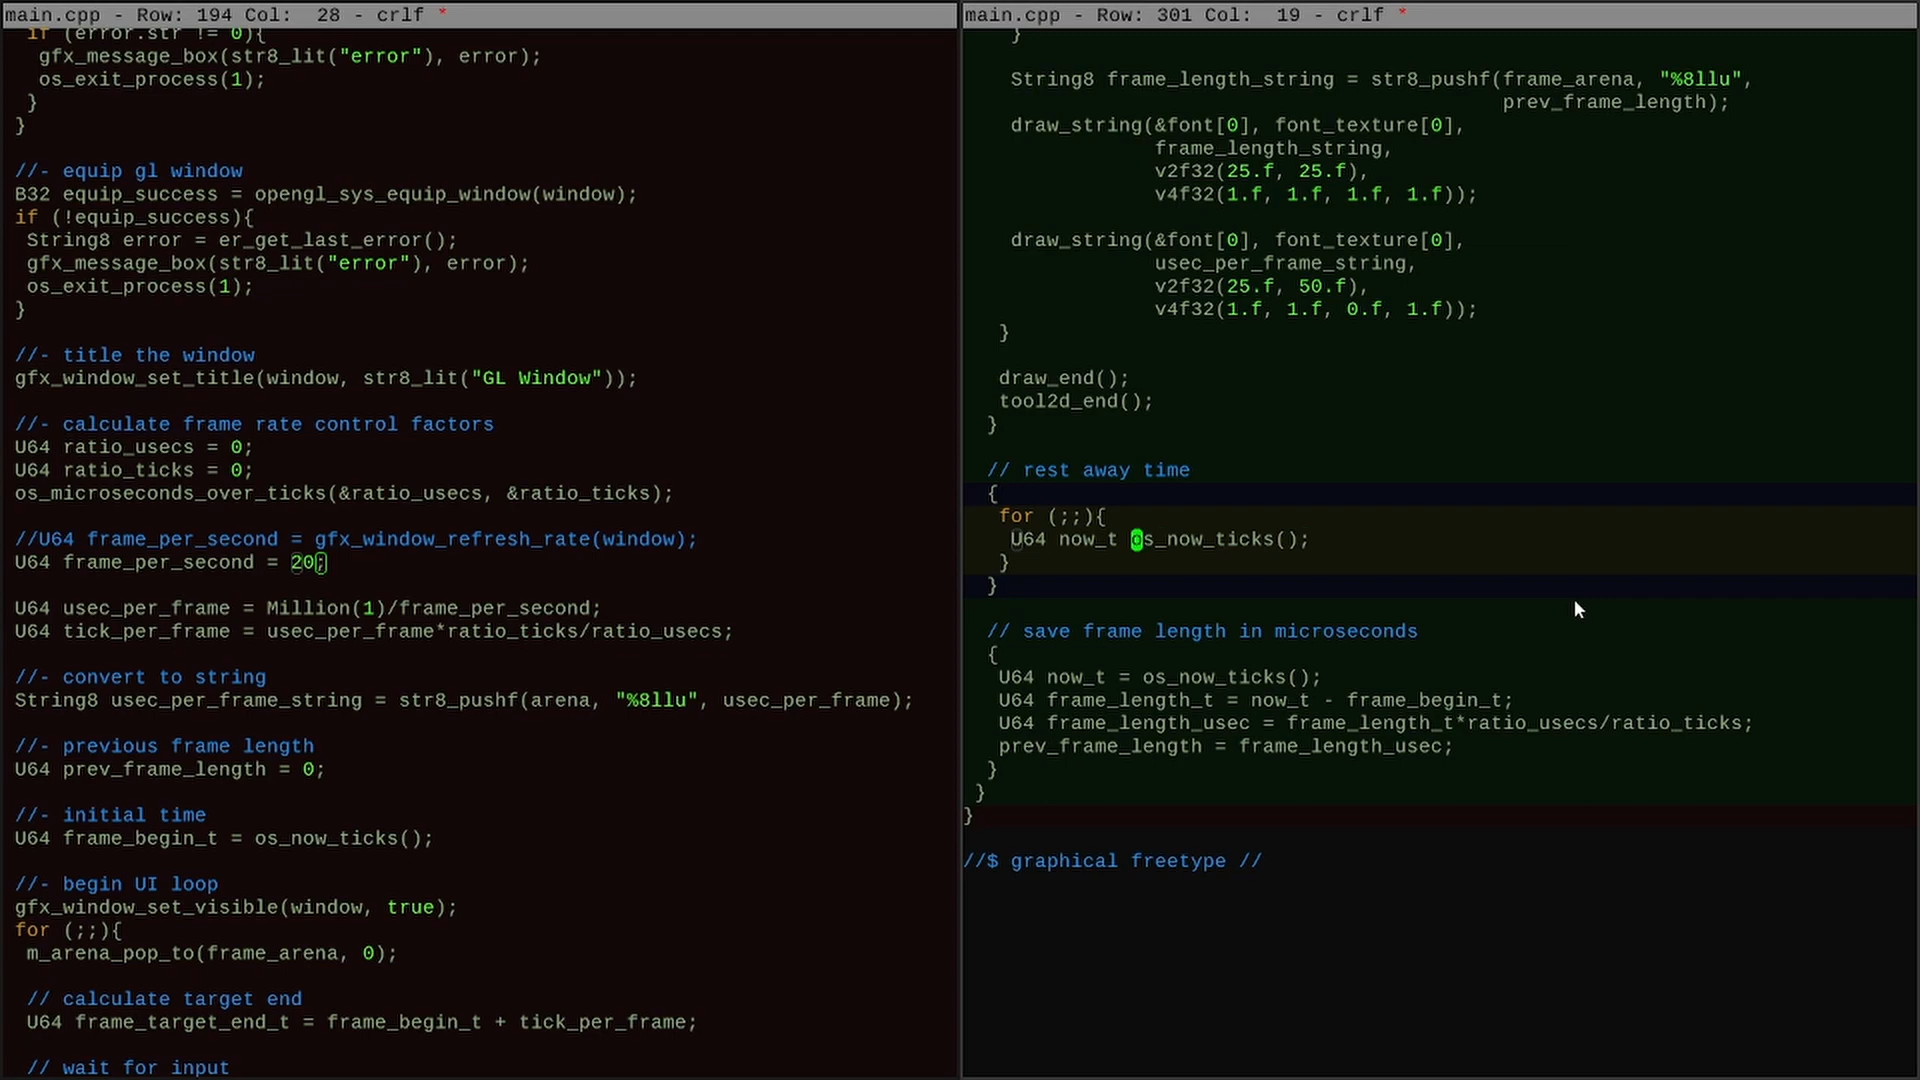 main.cpp - Row: 194 Col:  28 - crlf *
if (error.str != 0){
gfx_message_box(str8_lit("error"), error);
os_exit_process(1);
}
}
//- equip gl window
B32 equip_success = opengl_sys_equip_window(window);
if (!equip_success){
String8 error = er_get_last_error();
gfx_message_box(str8_lit("error"), error);
os_exit_process(1);
}
//- title the window
gfx_window_set_title(window, str8_lit("GL Window"));
//- calculate frame rate control factors
U64 ratio_usecs = 0;
U64 ratio_ticks = 0;
os_microseconds_over_ticks(&ratio_usecs, &ratio_ticks);
//U64 frame_per_second = gfx_window_refresh_rate(window);
U64 frame_per_second = 20;
U64 usec_per_frame = Million(1)/frame_per_second;
U64 tick_per_frame = usec_per_frame*ratio_ticks/ratio_usecs;
//- convert to string
String8 usec_per_frame_string = str8_pushf(arena, "%8llu", usec_per_frame);
//- previous frame length
U64 prev_frame_length = 0;
//- initial time
U64 frame_begin_t = os_now_ticks();
//- begin UI loop
gfx_window_set_visible(window, true);
for (;;){
m_arena_pop_to(frame_arena, 0);
// calculate target end
U64 frame_target_end_t = frame_begin_t + tick_per_frame;
// wait for input
main.cpp - Row: 301 Col:  19 - crlf *
}
String8 frame_length_string = str8_pushf(frame_arena, "%8llu",
prev_frame_length);
draw_string(&font[0], font_texture[0],
frame_length_string,
v2f32(25.f, 25.f),
v4f32(1.f, 1.f, 1.f, 1.f));
draw_string(&font[0], font_texture[0],
usec_per_frame_string,
v2f32(25.f, 50.f),
v4f32(1.f, 1.f, 0.f, 1.f));
}
draw_end();
tool2d_end();
}
// rest away time
{
for (;;){
U64 now_t os_now_ticks();
}
}
// save frame length in microseconds
{
U64 now_t = os_now_ticks();
U64 frame_length_t = now_t - frame_begin_t;
U64 frame_length_usec = frame_length_t*ratio_usecs/ratio_ticks;
prev_frame_length = frame_length_usec;
}
}
}
//$ graphical freetype //